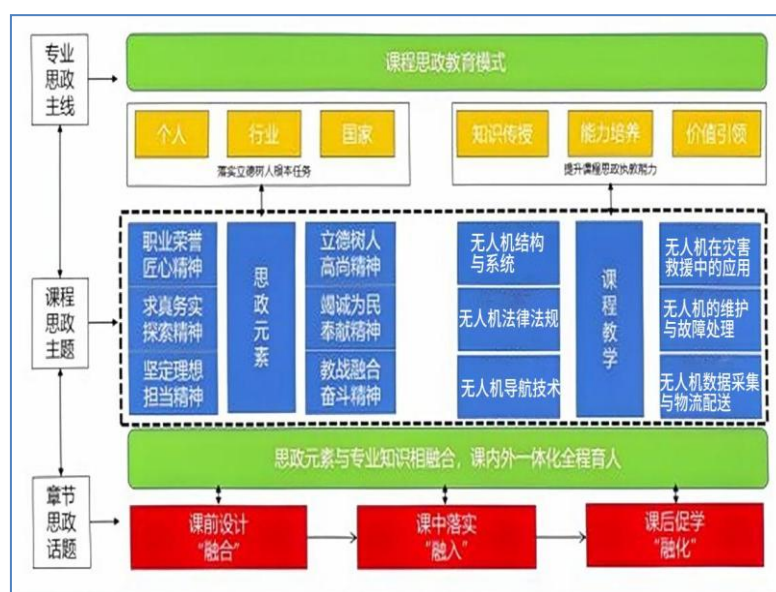 专业
思政
主线
课程思政教育模式
个人
行业
国家
落实立德树人根本任务
知识传授
能力培养
价值引领
提升课程思政执教能力
课程
思政
主题
职业荣誉
匠心精神
求真务实
探索精神
坚定理想
担当精神
思政元素
立德树人
高尚精神
竭诚为民
奉献精神
教战融合
奋斗精神
无人机结构
与系统
无人机法律法规
无人机导航技术
课程教学
无人机在灾害
救援中的应用
无人机的维护
与故障处理
无人机数据采集
与物流配送
思政元素与专业知识相融合，课内外一体化全程育人
章节
思政
话题
课前设计
“融合”
课中落实
“融入”
课后促学
“融化”